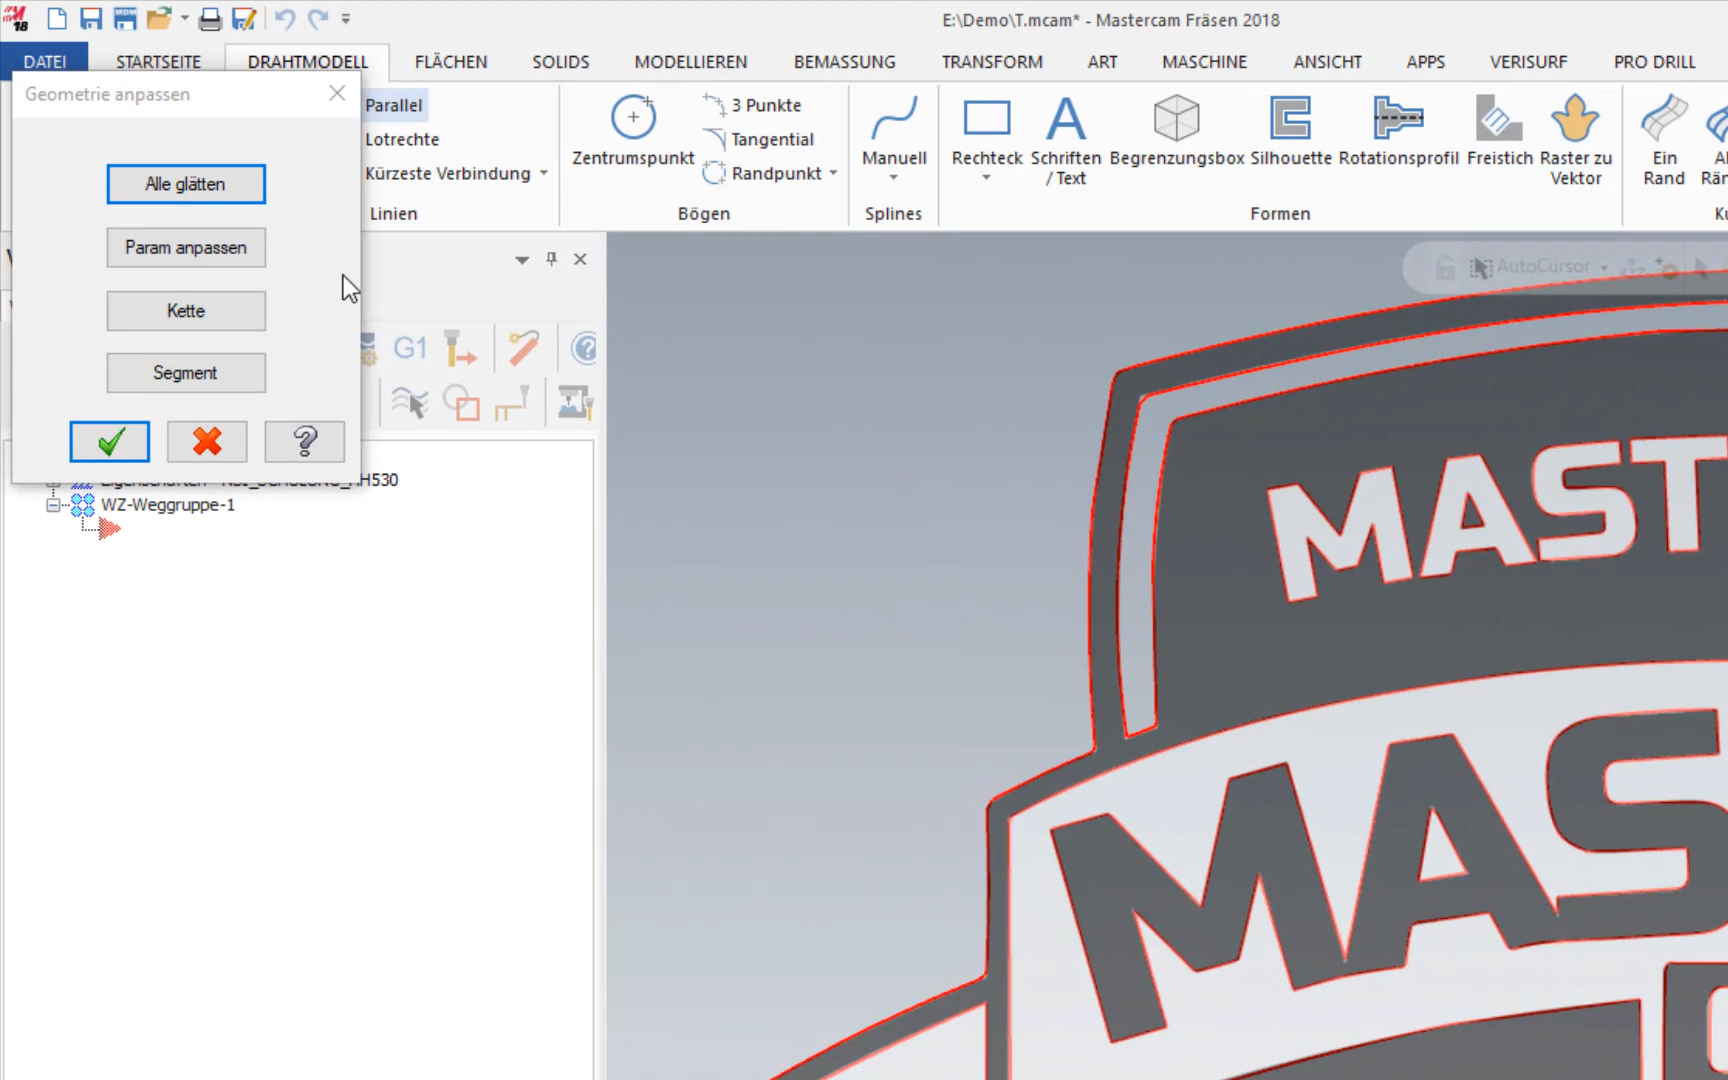 18 MDM E:\Demo\T.mcam* - Mastercam Fräsen 2018
DATEI STARTSEITE DRAHTMODELL FLÄCHEN SOLIDS MODELLIEREN BEMASSUNG TRANSFORM ART MASCHINE ANSICHT APPS VERISURF PRO DRILL
Geometrie anpassen
Alle glätten
Param anpassen
Kette
Segment
Parallel
Lotrechte
Kürzeste Verbindung
Linien
Zentrumspunkt
3 Punkte
Tangential
Randpunkt
Bögen
Manuell
Splines
Rechteck
Schriften
/ Text
Begrenzungsbox
Silhouette
Rotationsprofil
Freistich
Raster zu
Vektor
Formen
Ein
Rand
AutoCursor
G1
WZ-Weggruppe-1
MAST
MAS